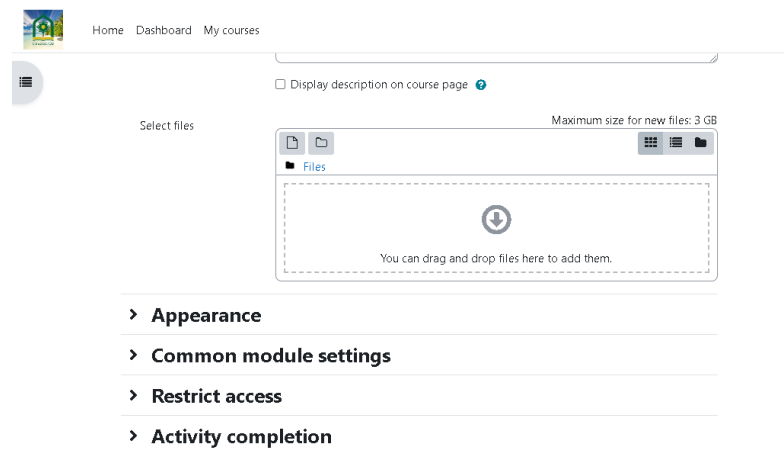 Home Dashboard My courses
Display description on course page
Maximum size for new files: 3 GB
Select files
Files
You can drag and drop files here to add them.
Appearance
Common module settings
Restrict access
Activity completion